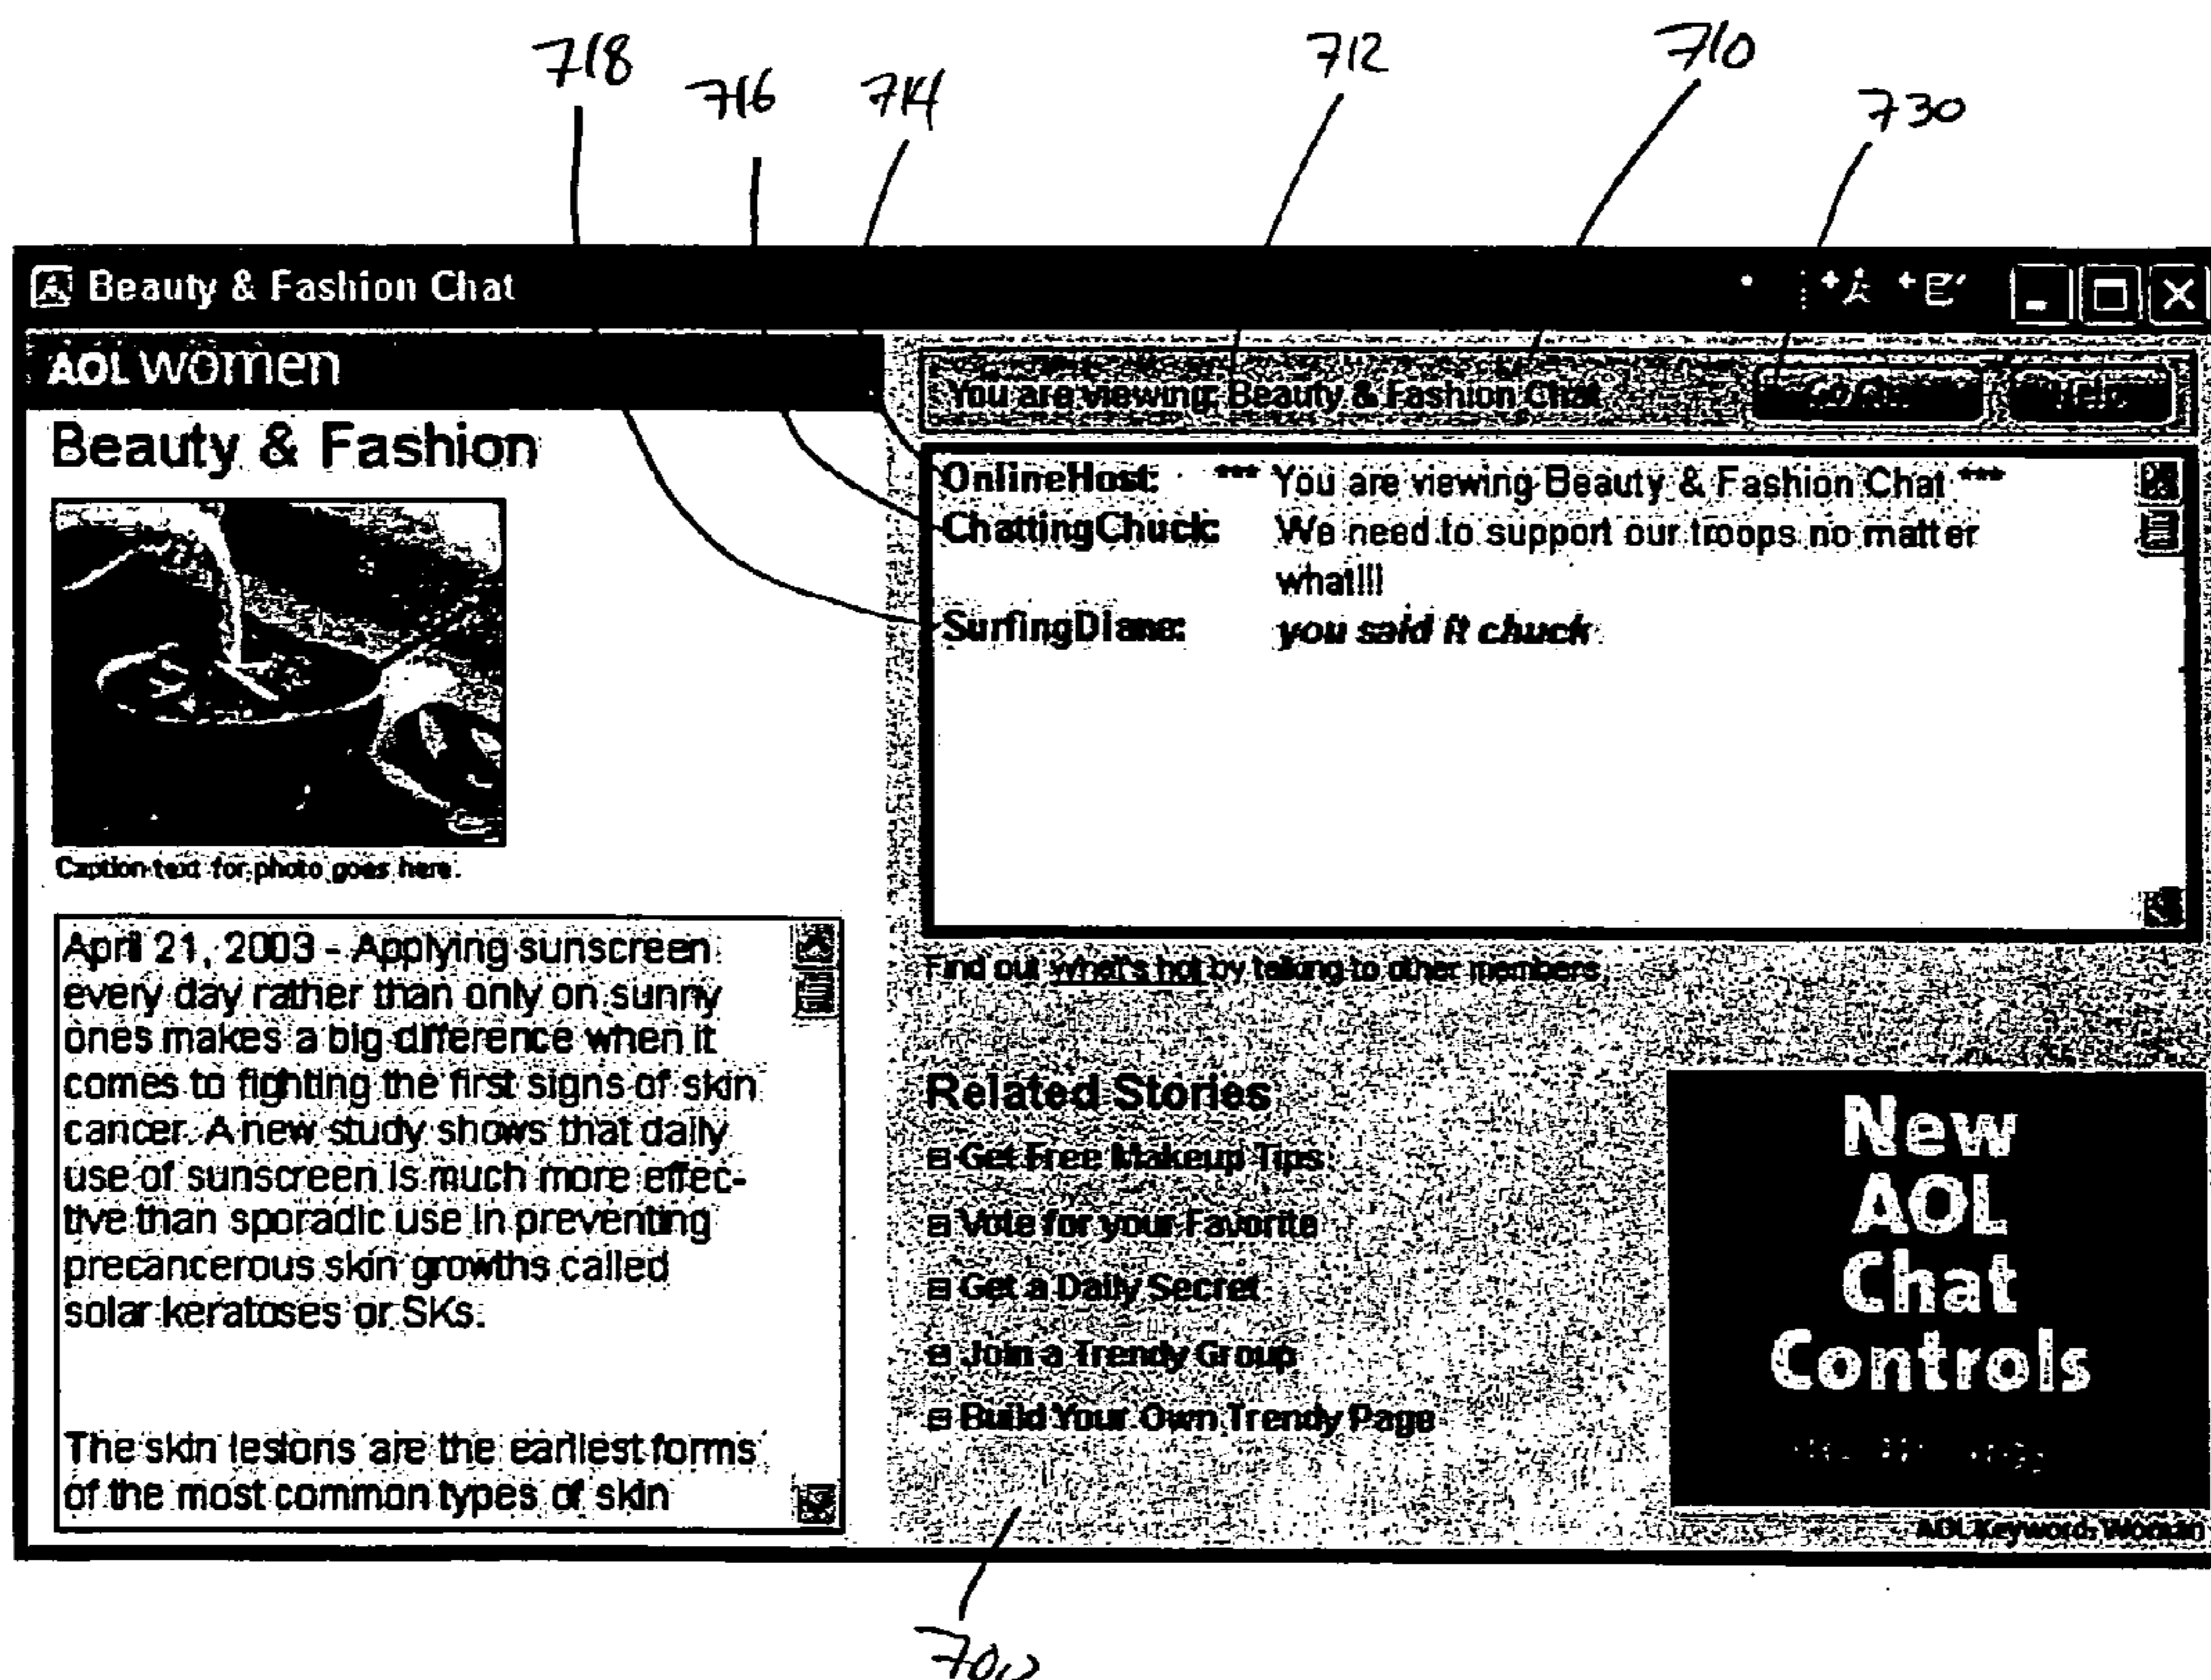 718 716 714 712 710 730
Beauty & Fashion Chat
AOL women
Beauty & Fashion
Caption text for photo goes here.
April 21, 2003 - Applying sunscreen
every day rather than only on sunny
ones makes a big difference when it
comes to fighting the first signs of skin
cancer. A new study shows that daily
use of sunscreen is much more effec-
tive than sporadic use in preventing
precancerous skin growths called
solar keratoses or SKs.
The skin lesions are the earliest forms
of the most common types of skin
You are viewing: Beauty & Fashion Chat
Go Chat
Help
OnlineHost: *** You are viewing Beauty & Fashion Chat ***
ChattingChuck: We need to support our troops no matter
what!!!
SurfingDiane: you said it chuck
Find out what's hot by talking to other members
Related Stories
Get Free Makeup Tips
Vote for your Favorite
Get a Daily Secret
Join a Trendy Group
Build Your Own Trendy Page
New
AOL
Chat
Controls
AOL Keyword: Woman
700